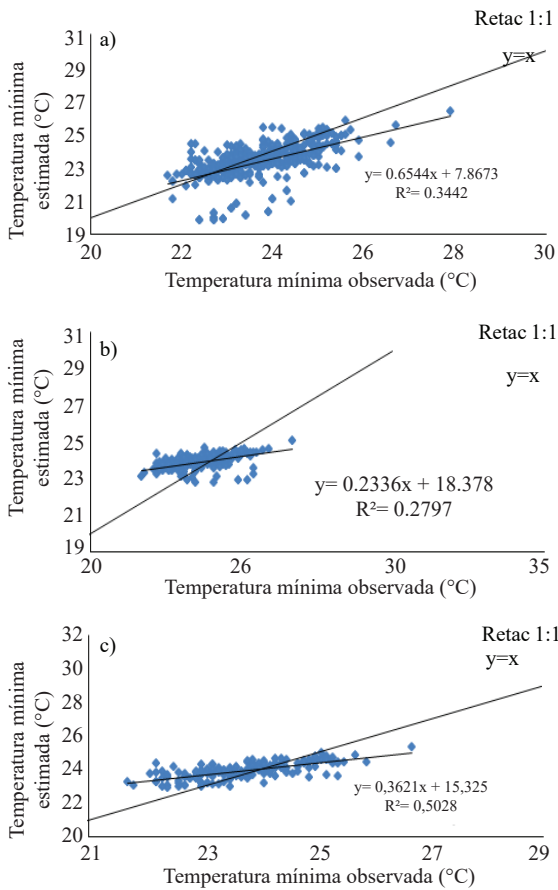 Retac 1:1
a)
y=x
31
29
27
25
23
21
19
Temperatura mínima
estimada (°C)
y= 0.6544x + 7.8673
R²= 0.3442
20 22 24 26 28 30
Temperatura mínima observada (°C)
Retac 1:1
b)
y=x
31
29
27
25
23
21
19
Temperatura mínima
estimada (°C)
y= 0.2336x + 18.378
R²= 0.2797
20 26 30 35
Temperatura mínima observada (°C)
Retac 1:1
c)
y=x
32
30
28
26
24
22
20
Temperatura mínima
estimada (°C)
y= 0,3621x + 15,325
R²= 0,5028
21 23 25 27 29
Temperatura mínima observada (°C)